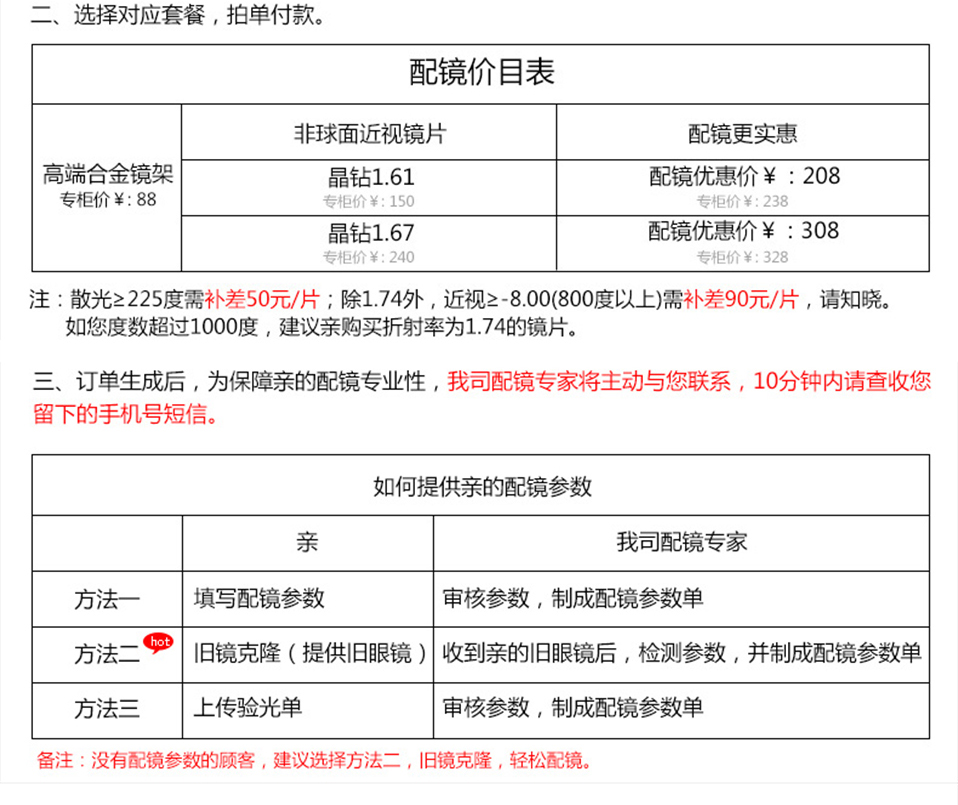 二、选择对应套餐，拍单付款。
配镜价目表
非球面近视镜片
配镜更实惠
高端合金镜架
专柜价￥: 88
晶钻1.61
专柜价￥: 150
配镜优惠价￥：208
专柜价￥: 238
晶钻1.67
专柜价￥: 240
配镜优惠价￥：308
专柜价￥: 328
注：散光≥225度需补差50元/片；除1.74外，近视≥-8.00(800度以上)需补差90元/片，请知晓。
如您度数超过1000度，建议亲购买折射率为1.74的镜片。
三、订单生成后，为保障亲的配镜专业性，我司配镜专家将主动与您联系，10分钟内请查收您
留下的手机号短信。
如何提供亲的配镜参数
亲
我司配镜专家
方法一
填写配镜参数
审核参数，制成配镜参数单
方法二
hot
旧镜克隆（提供旧眼镜）
收到亲的旧眼镜后，检测参数，并制成配镜参数单
方法三
上传验光单
审核参数，制成配镜参数单
备注：没有配镜参数的顾客，建议选择方法二，旧镜克隆，轻松配镜。